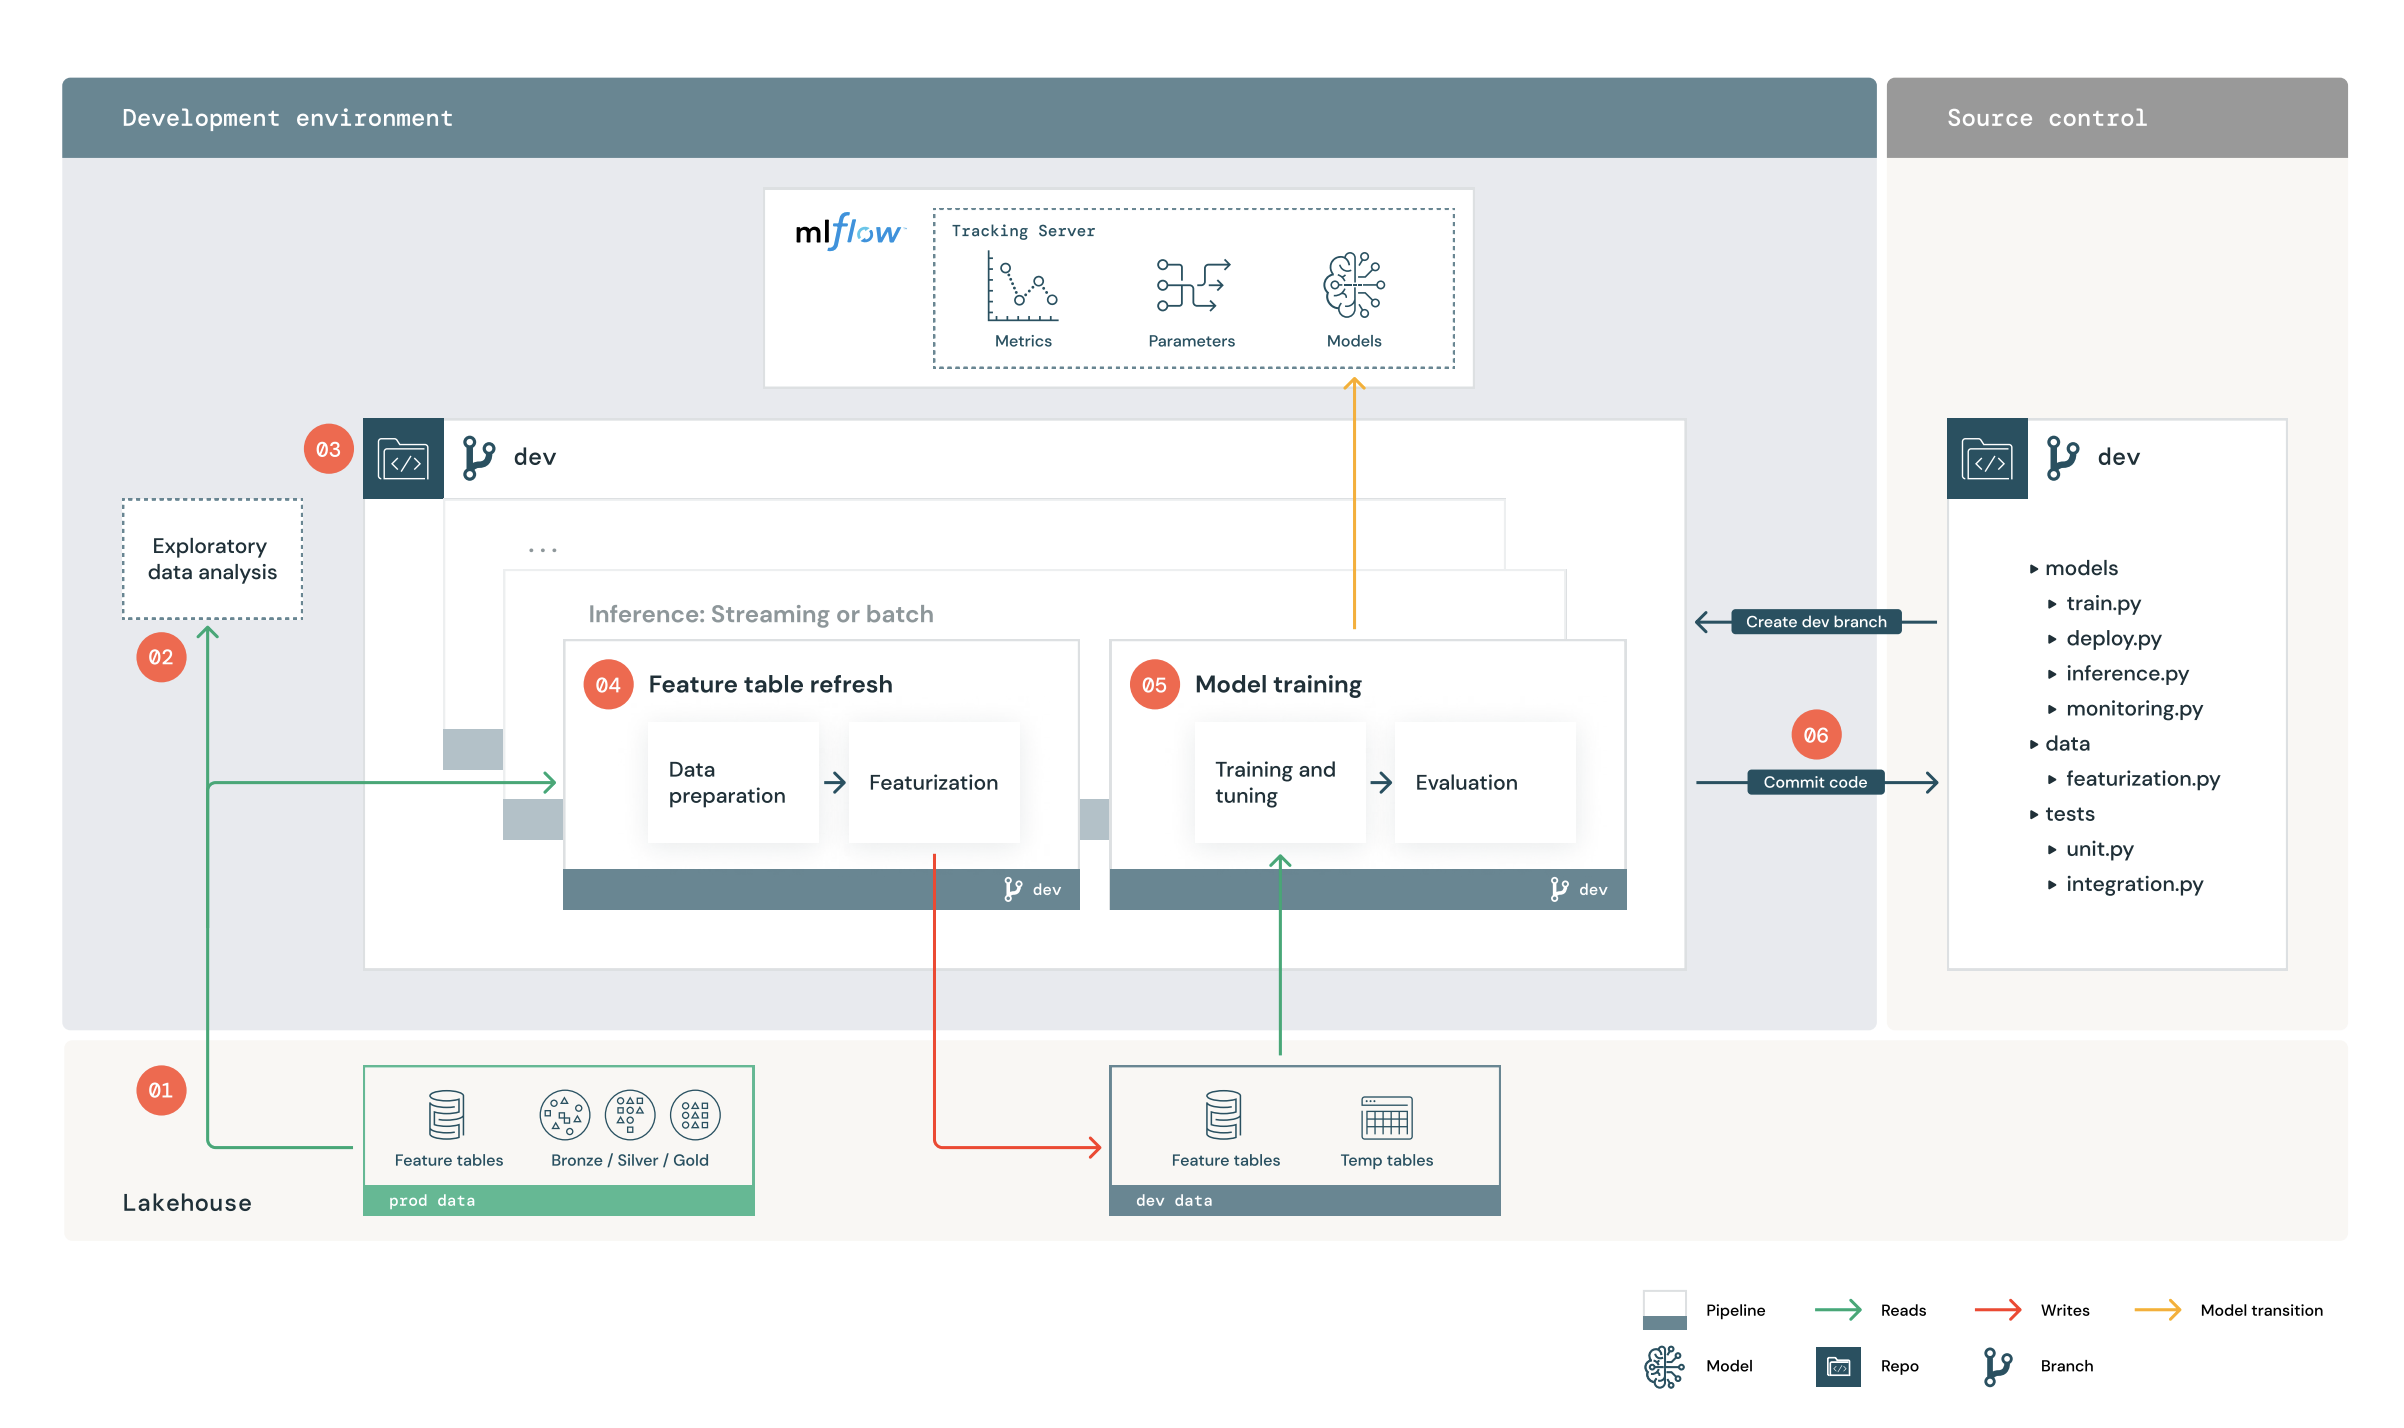 Development environment
Source control
mlflow
Tracking Server
Metrics
Parameters
Models
03
dev
Exploratory
data analysis
02
...
Inference: Streaming or batch
04
Feature table refresh
Data
preparation
Featurization
dev
05
Model training
Training and
tuning
Evaluation
dev
Create dev branch
06
Commit code
dev
models
train.py
deploy.py
inference.py
monitoring.py
data
featurization.py
tests
unit.py
integration.py
01
Lakehouse
Feature tables
Bronze / Silver / Gold
prod data
Feature tables
Temp tables
dev data
Pipeline
Reads
Writes
Model transition
Model
Repo
Branch